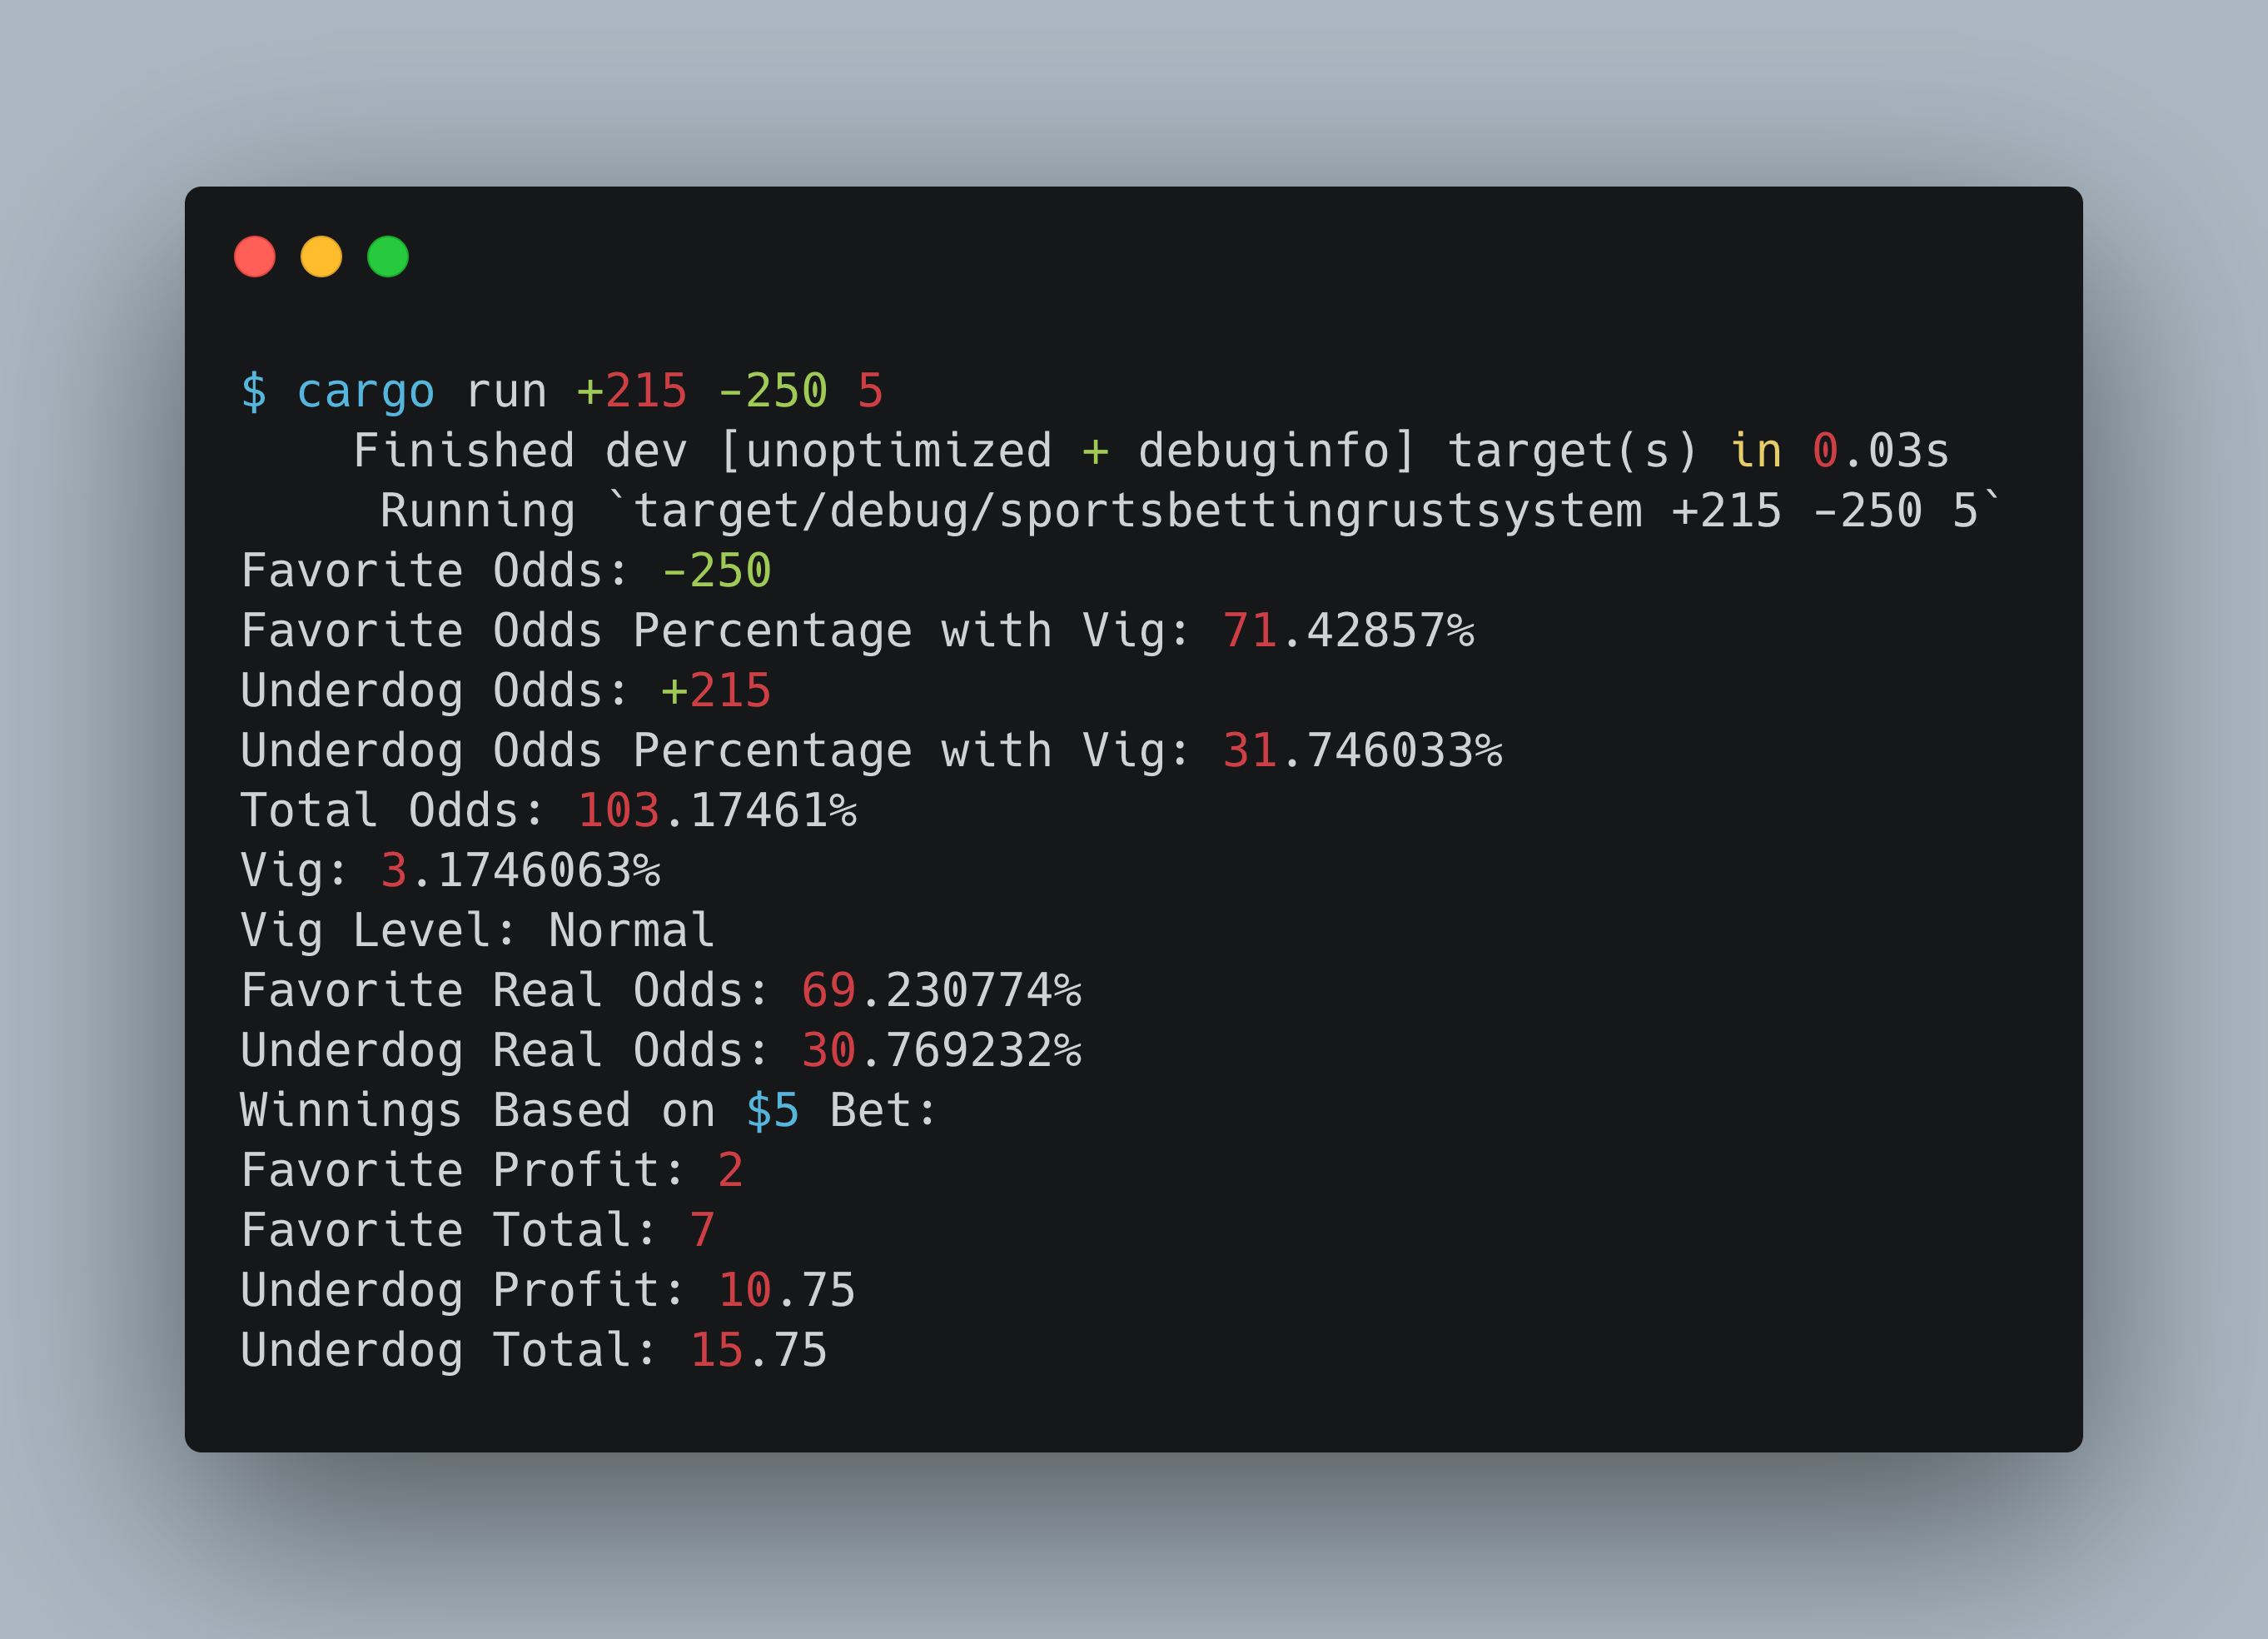 $ cargo run +215 -250 5
    Finished dev [unoptimized + debuginfo] target(s) in 0.03s
     Running `target/debug/sportsbettingrustsystem +215 -250 5`
Favorite Odds: -250
Favorite Odds Percentage with Vig: 71.42857%
Underdog Odds: +215
Underdog Odds Percentage with Vig: 31.746033%
Total Odds: 103.17461%
Vig: 3.1746063%
Vig Level: Normal
Favorite Real Odds: 69.230774%
Underdog Real Odds: 30.769232%
Winnings Based on $5 Bet:
Favorite Profit: 2
Favorite Total: 7
Underdog Profit: 10.75
Underdog Total: 15.75